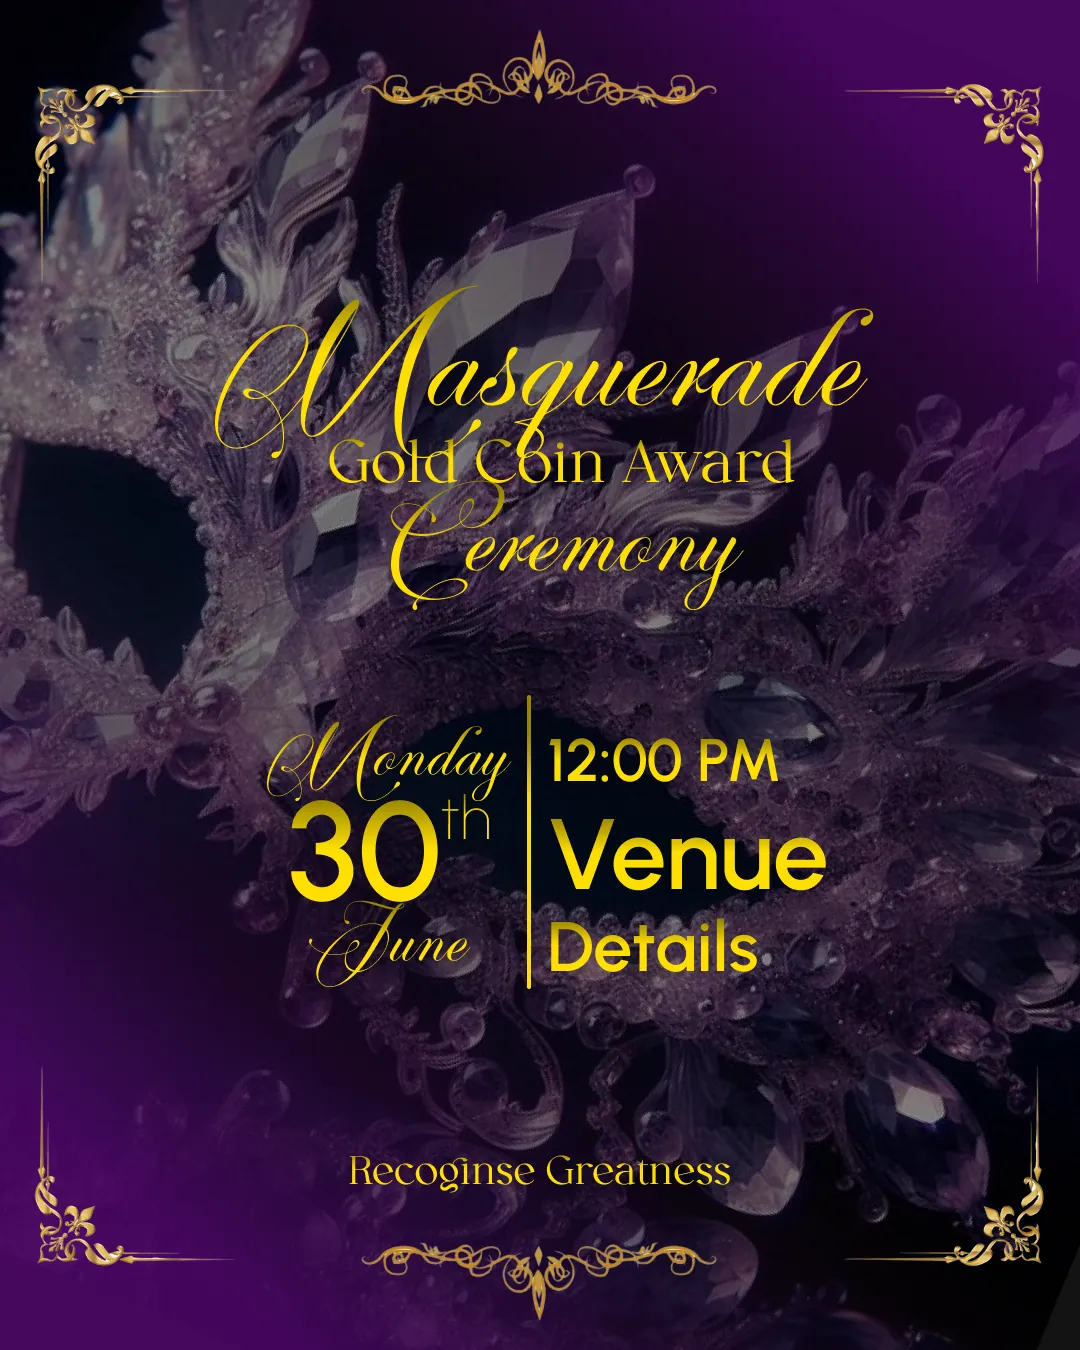 Masquerade
Gold Coin Award
Ceremony
Monday
30th
June
12:00 PM
Venue
Details
Recoginse Greatness